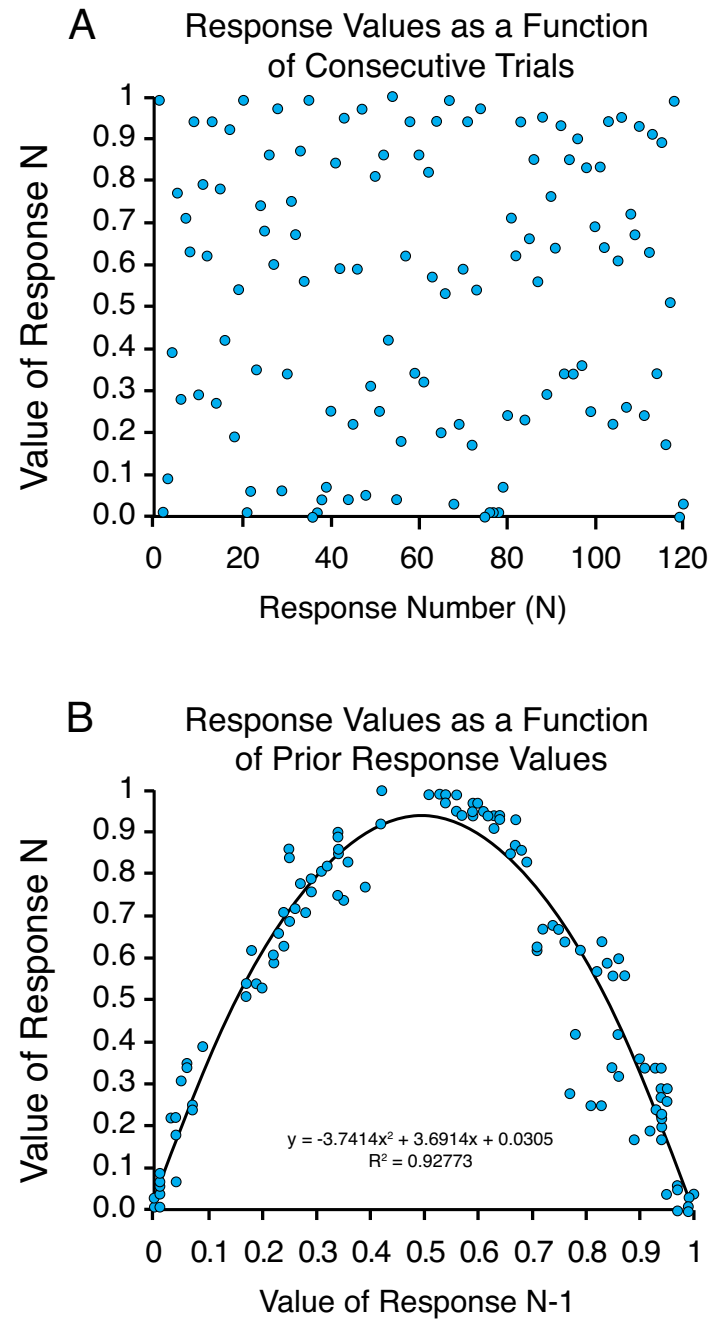 A
Response Values as a Function
of Consecutive Trials
Value of Response N
1
0.9
0.8
0.7
0.6
0.5
0.4
0.3
0.2
0.1
0.0
0 20 40 60 80 100 120
Response Number (N)
B
Response Values as a Function
of Prior Response Values
Value of Response N
1
0.9
0.8
0.7
0.6
0.5
0.4
0.3
0.2
0.1
0.0
y = -3.7414x² + 3.6914x + 0.0305
R² = 0.92773
0 0.1 0.2 0.3 0.4 0.5 0.6 0.7 0.8 0.9 1
Value of Response N-1